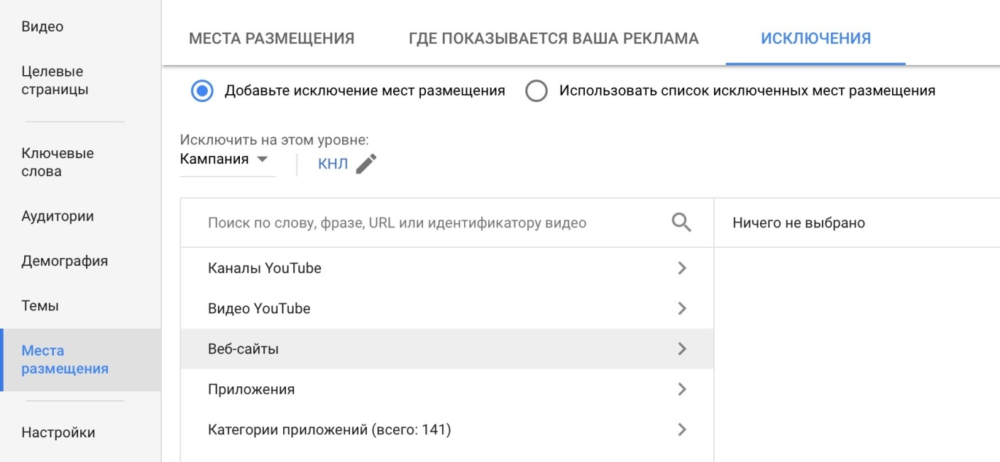 Видео
Целевые
страницы
Ключевые
слова
Аудитории
Демография
Темы
Места
размещения
Настройки
МЕСТА РАЗМЕЩЕНИЯ ГДЕ ПОКАЗЫВАЕТСЯ ВАША РЕКЛАМА ИСКЛЮЧЕНИЯ
Добавьте исключение мест размещения Использовать список исключенных мест размещения
Исключить на этом уровне:
Кампания КНЛ
Поиск по слову, фразе, URL или идентификатору видео
Ничего не выбрано
Каналы YouTube
Видео YouTube
Веб-сайты
Приложения
Категории приложений (всего: 141)